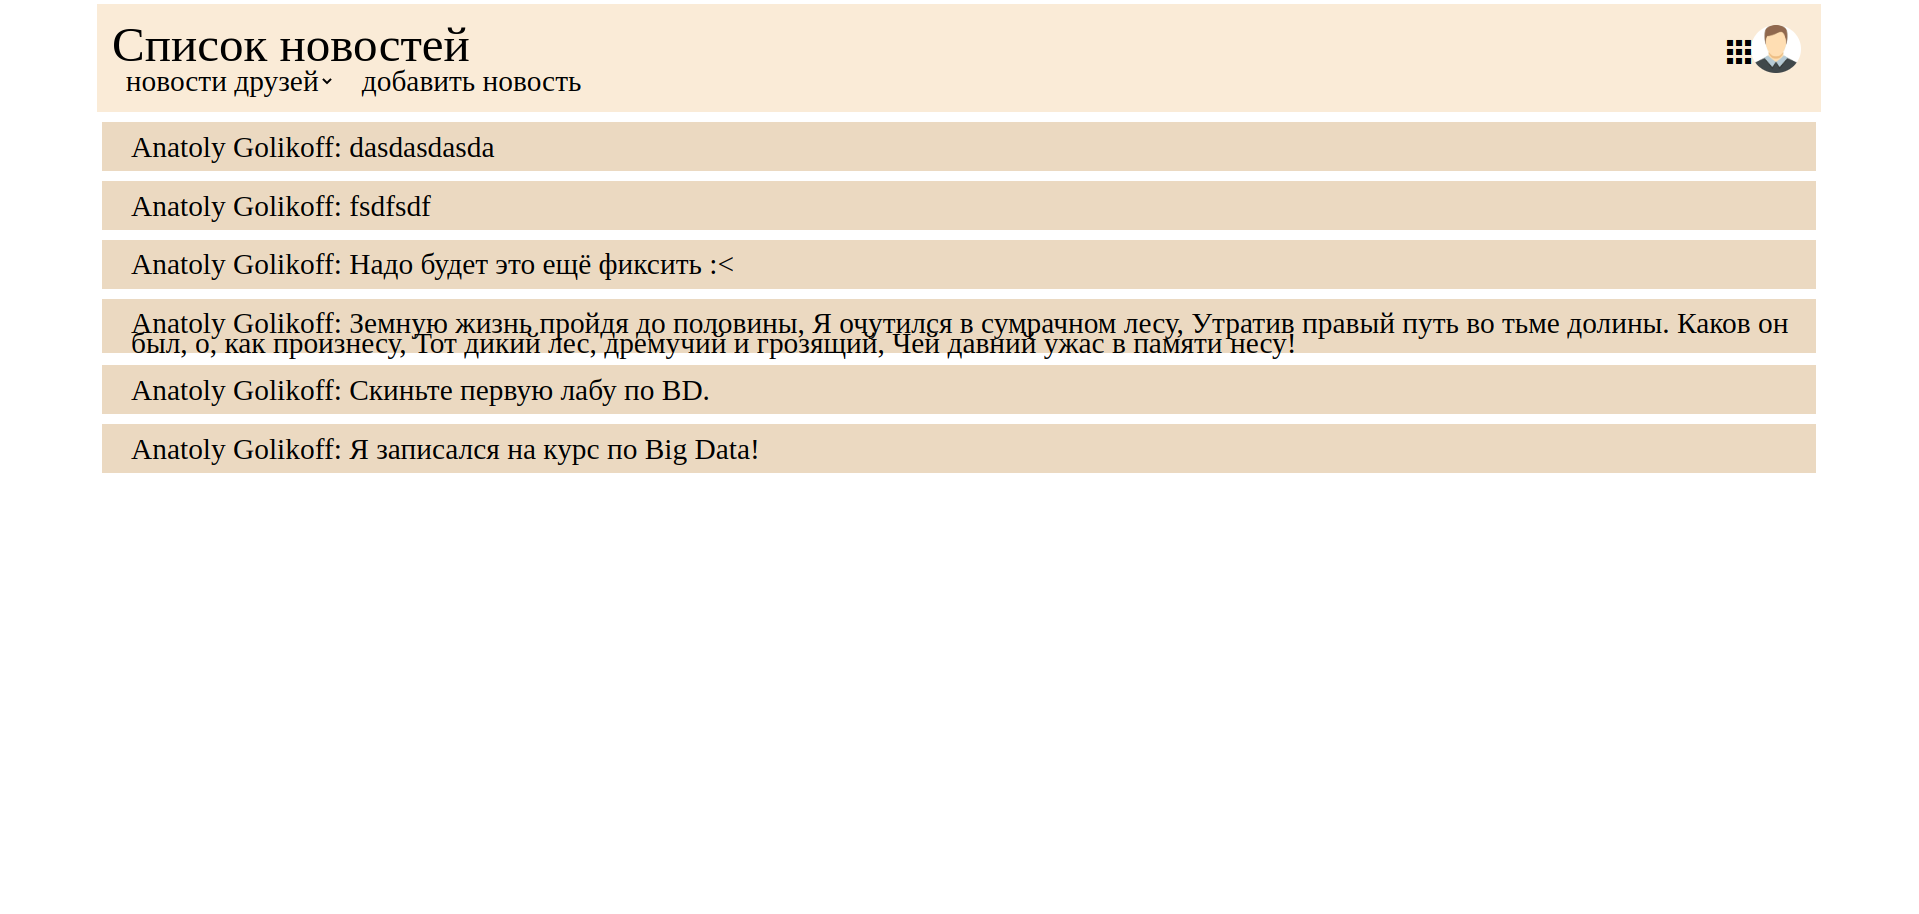 Список новостей
новости друзей добавить новость
Anatoly Golikoff: dasdasdasda
Anatoly Golikoff: fsdfsdf
Anatoly Golikoff: Надо будет это ещё фиксить :<
Anatoly Golikoff: Земную жизнь пройдя до половины, Я очутился в сумрачном лесу, Утратив правый путь во тьме долины. Каков он
был, о, как произнесу, Тот дикий лес, дремучий и грозящий, Чей давний ужас в памяти несу!
Anatoly Golikoff: Скиньте первую лабу по BD.
Anatoly Golikoff: Я записался на курс по Big Data!